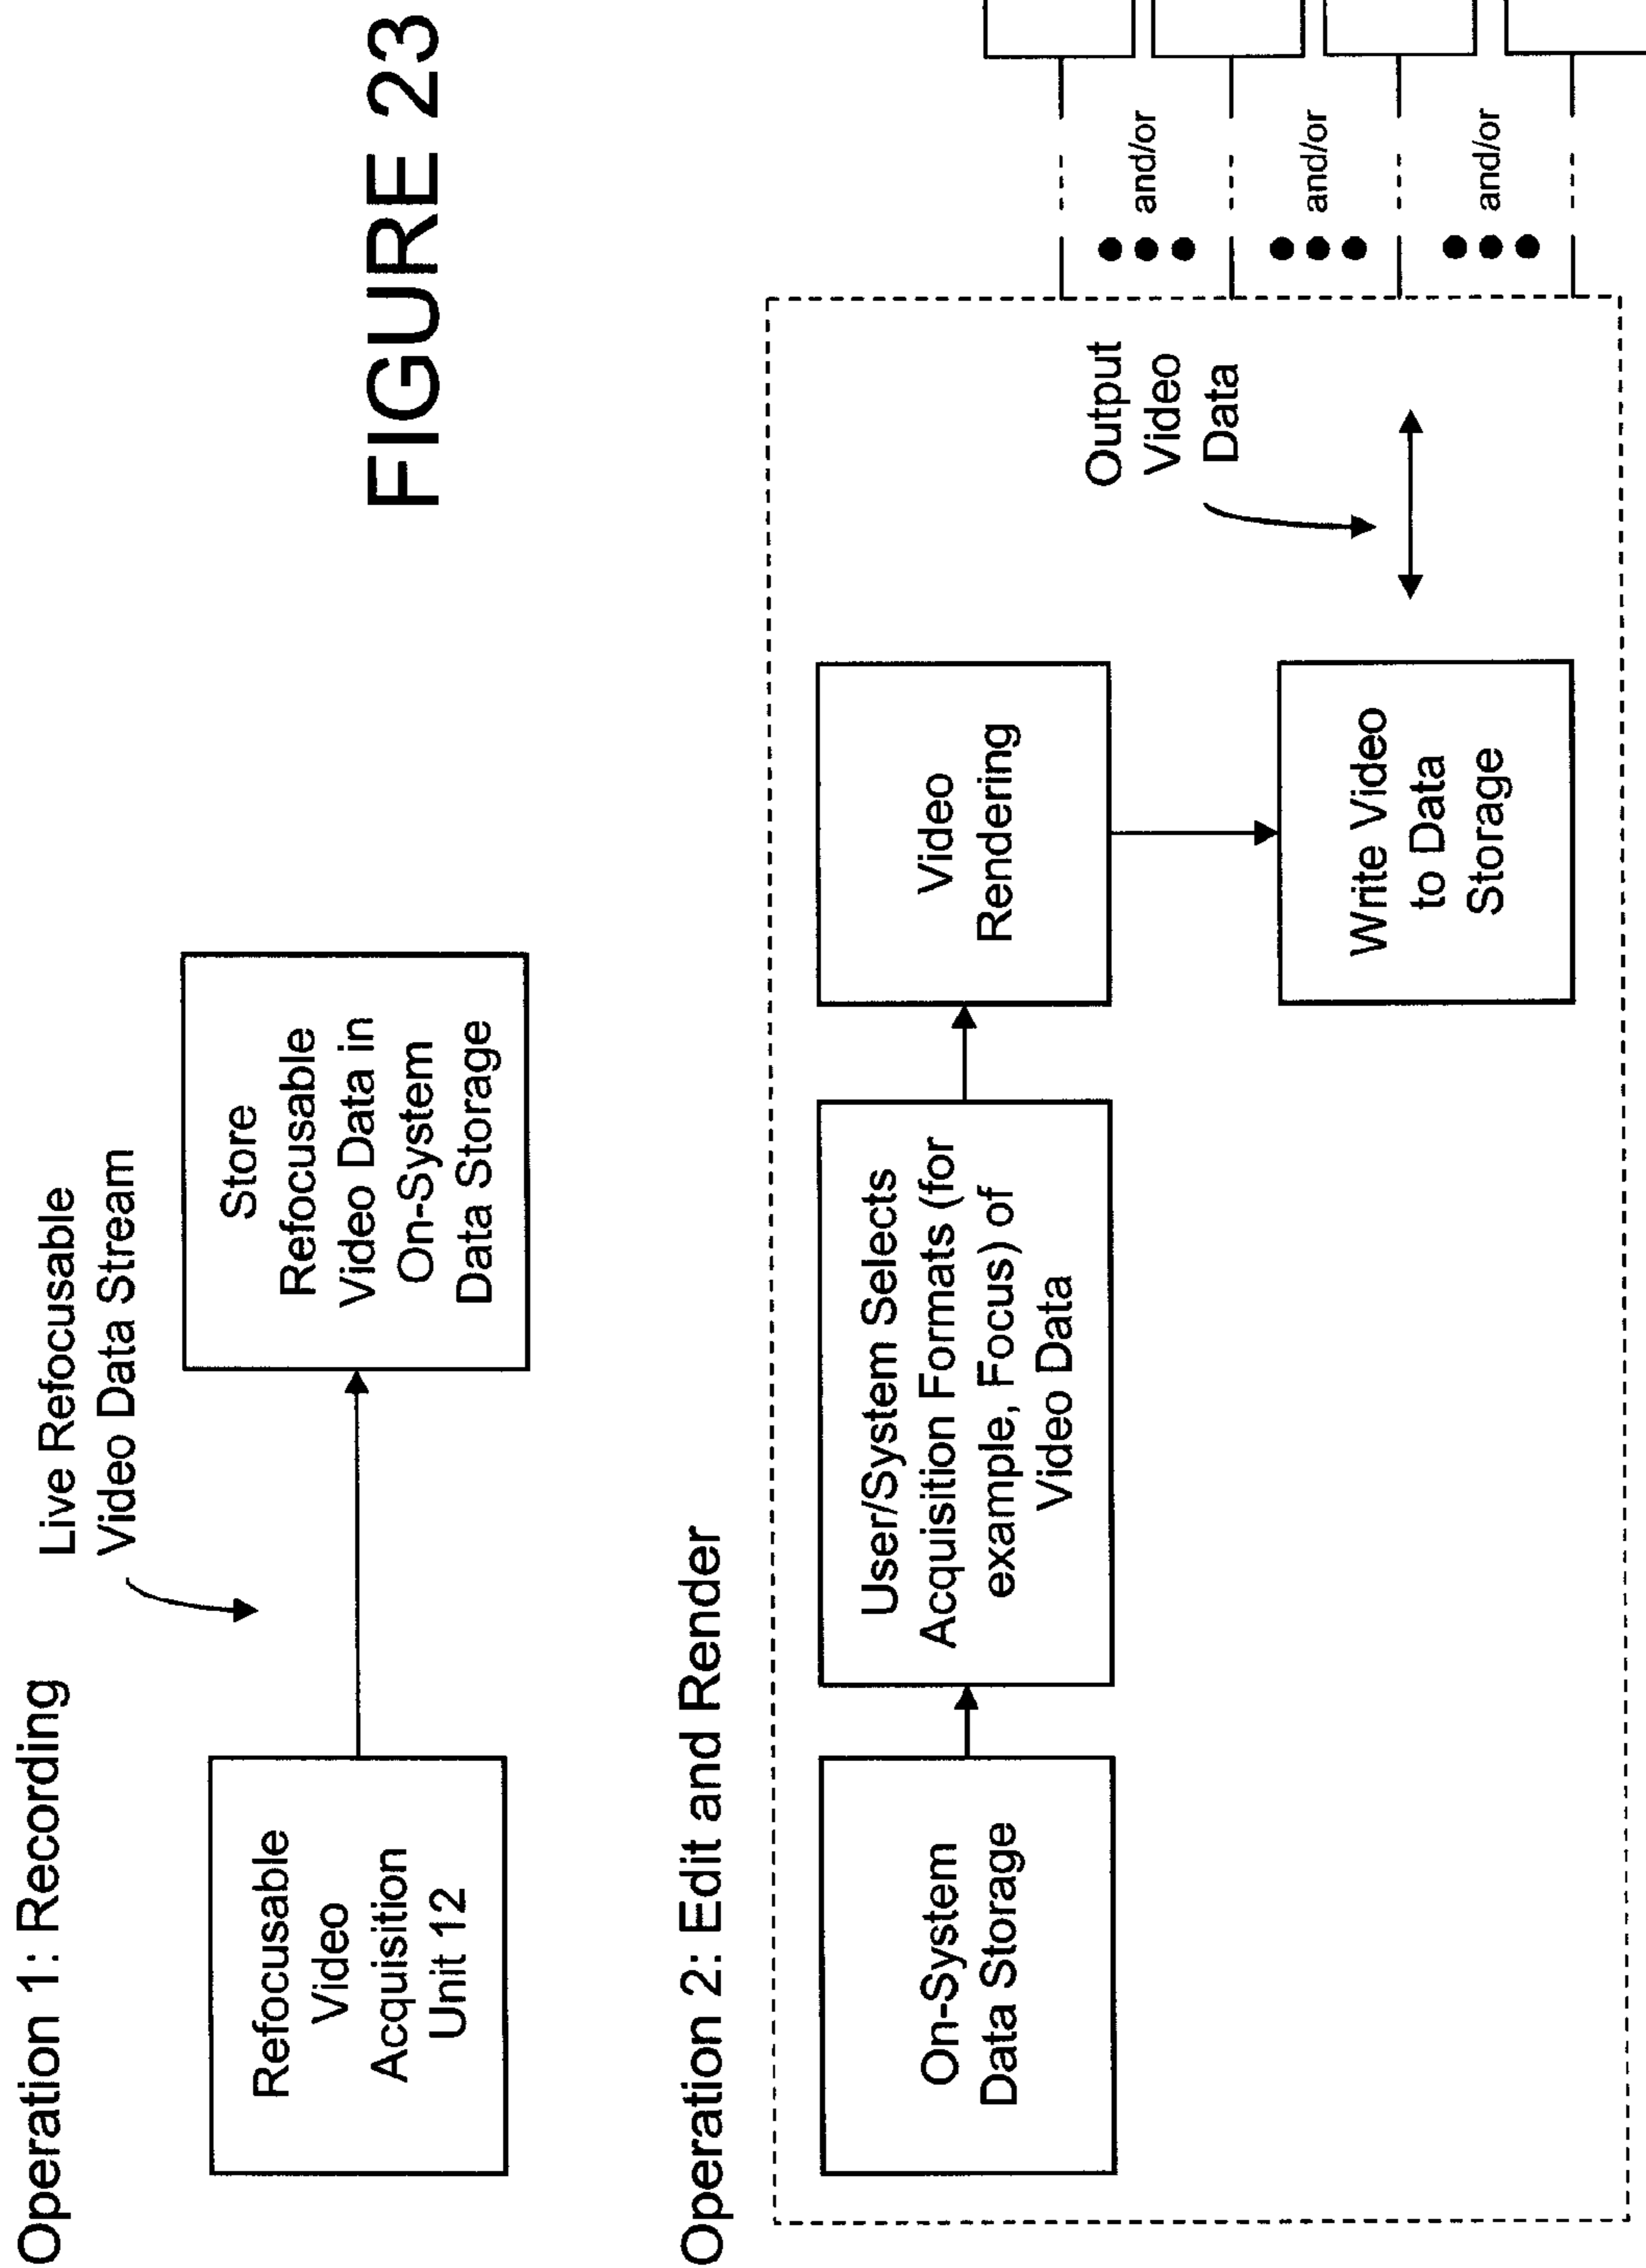 Operation 1: Recording
Live Refocusable
Video Data Stream
Refocusable
Video
Acquisition
Unit 12
Store
Refocusable
Video Data in
On-System
Data Storage
FIGURE 23
Operation 2: Edit and Render
On-System
Data Storage
User/System Selects
Acquisition Formats (for
example, Focus) of
Video Data
Video
Rendering
Write Video
to Data
Storage
Output
Video
Data
and/or
and/or
and/or